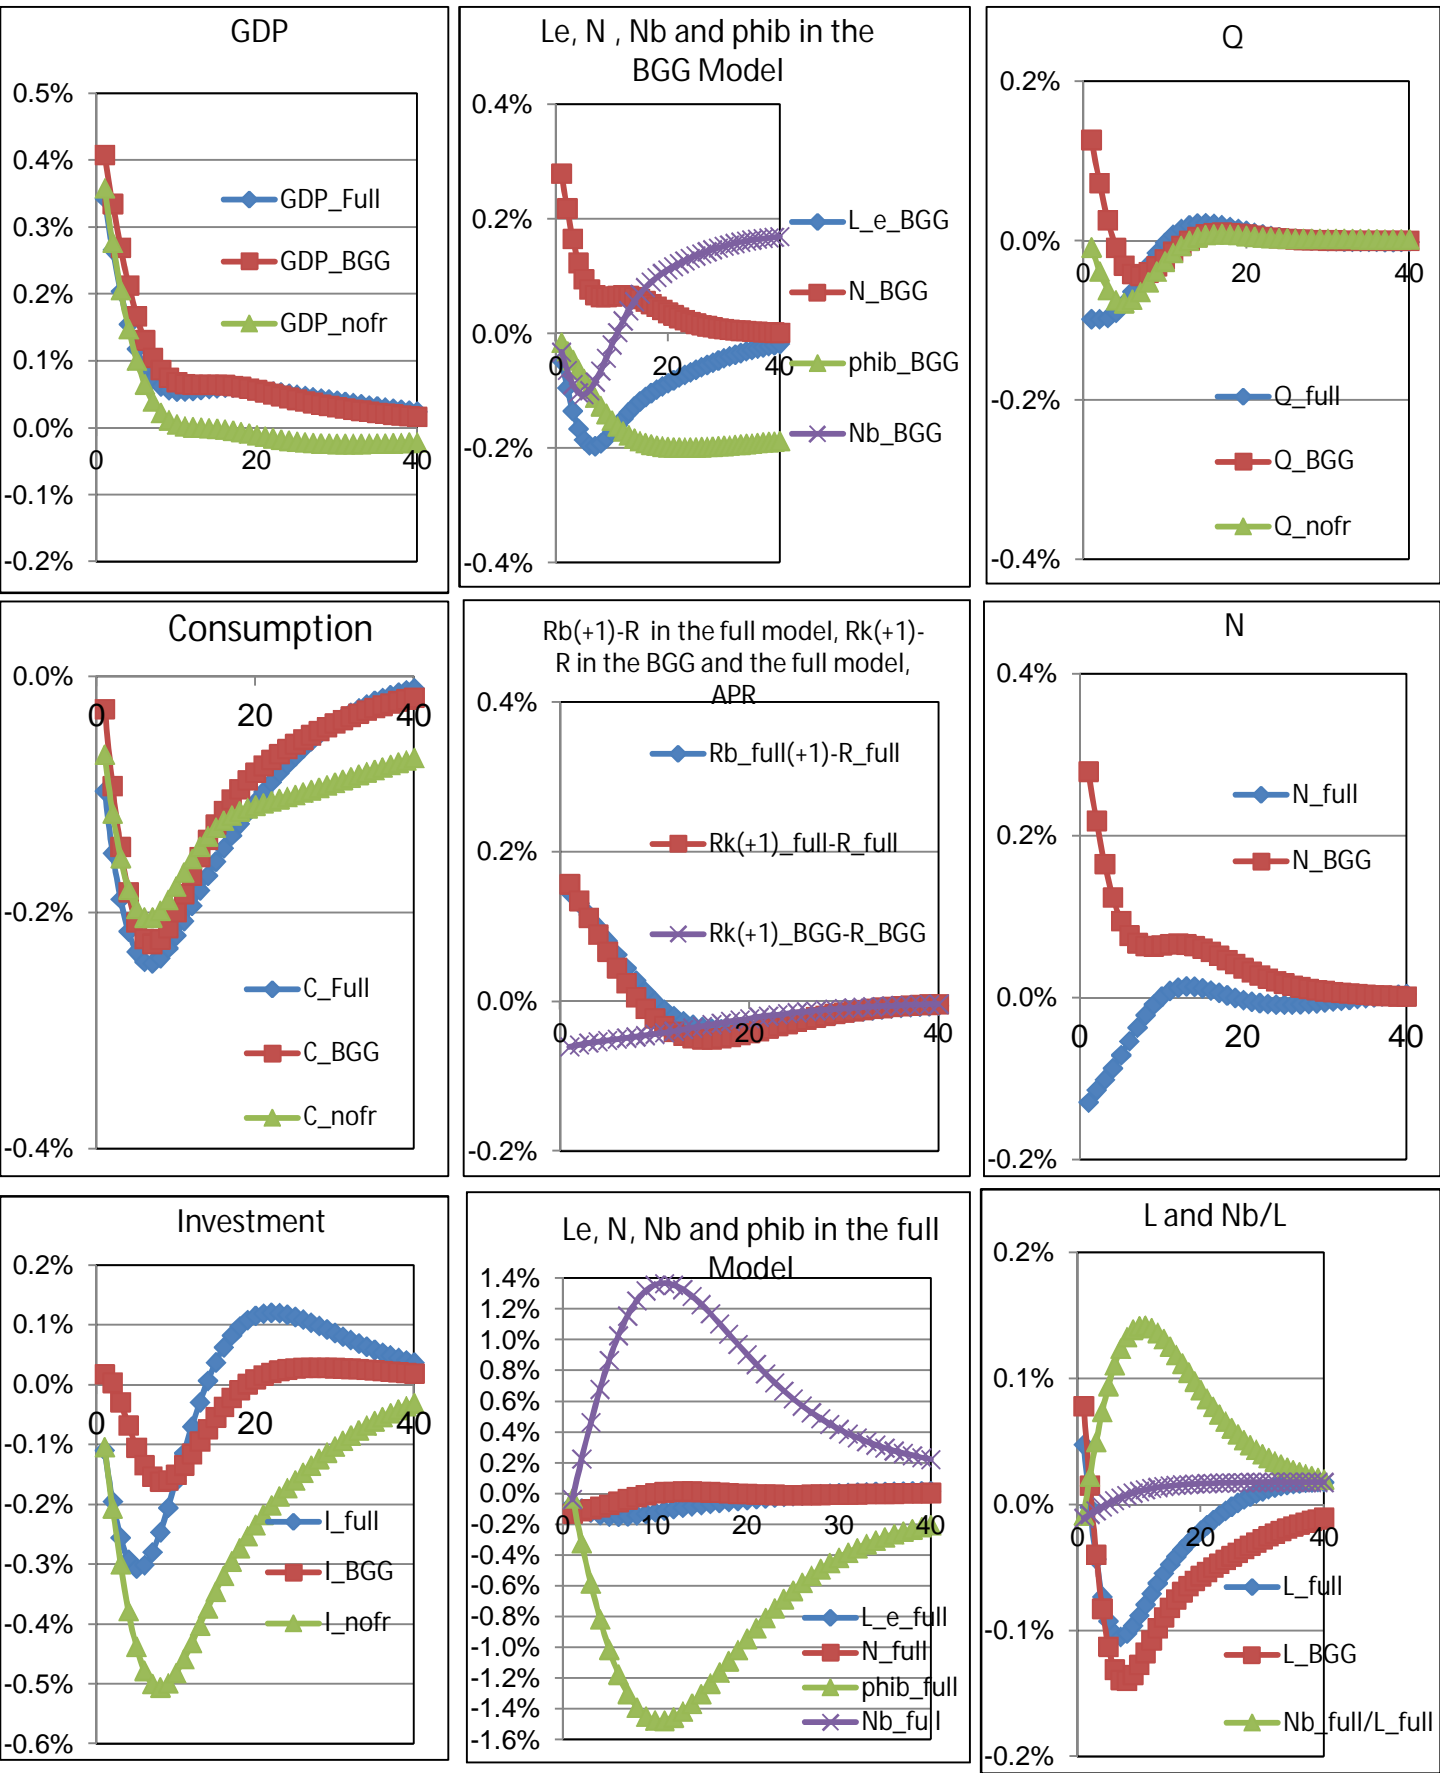 GDP
0.5%
0.4%
0.3%
0.2%
0.1%
0.0%
-0.1%
-0.2%
0
20
40
GDP_Full
GDP_BGG
GDP_nofr
Le, N , Nb and phib in the
BGG Model
0.4%
0.2%
0.0%
-0.2%
-0.4%
0
20
40
L_e_BGG
N_BGG
phib_BGG
Nb_BGG
Q
0.2%
0.0%
-0.2%
-0.4%
0
20
40
Q_full
Q_BGG
Q_nofr
Consumption
0.0%
-0.2%
-0.4%
0
20
40
C_Full
C_BGG
C_nofr
Rb(+1)-R in the full model, Rk(+1)-
R in the BGG and the full model,
APR
0.4%
0.2%
0.0%
-0.2%
0
20
40
Rb_full(+1)-R_full
Rk(+1)_full-R_full
Rk(+1)_BGG-R_BGG
N
0.4%
0.2%
0.0%
-0.2%
0
20
40
N_full
N_BGG
Investment
0.2%
0.1%
0.0%
-0.1%
-0.2%
-0.3%
-0.4%
-0.5%
-0.6%
0
20
40
I_full
I_BGG
I_nofr
Le, N, Nb and phib in the full
Model
1.4%
1.2%
1.0%
0.8%
0.6%
0.4%
0.2%
0.0%
-0.2%
-0.4%
-0.6%
-0.8%
-1.0%
-1.2%
-1.4%
-1.6%
0
10
20
30
40
L_e_full
N_full
phib_full
Nb_full
L and Nb/L
0.2%
0.1%
0.0%
-0.1%
-0.2%
0
20
40
L_full
L_BGG
Nb_full/L_full